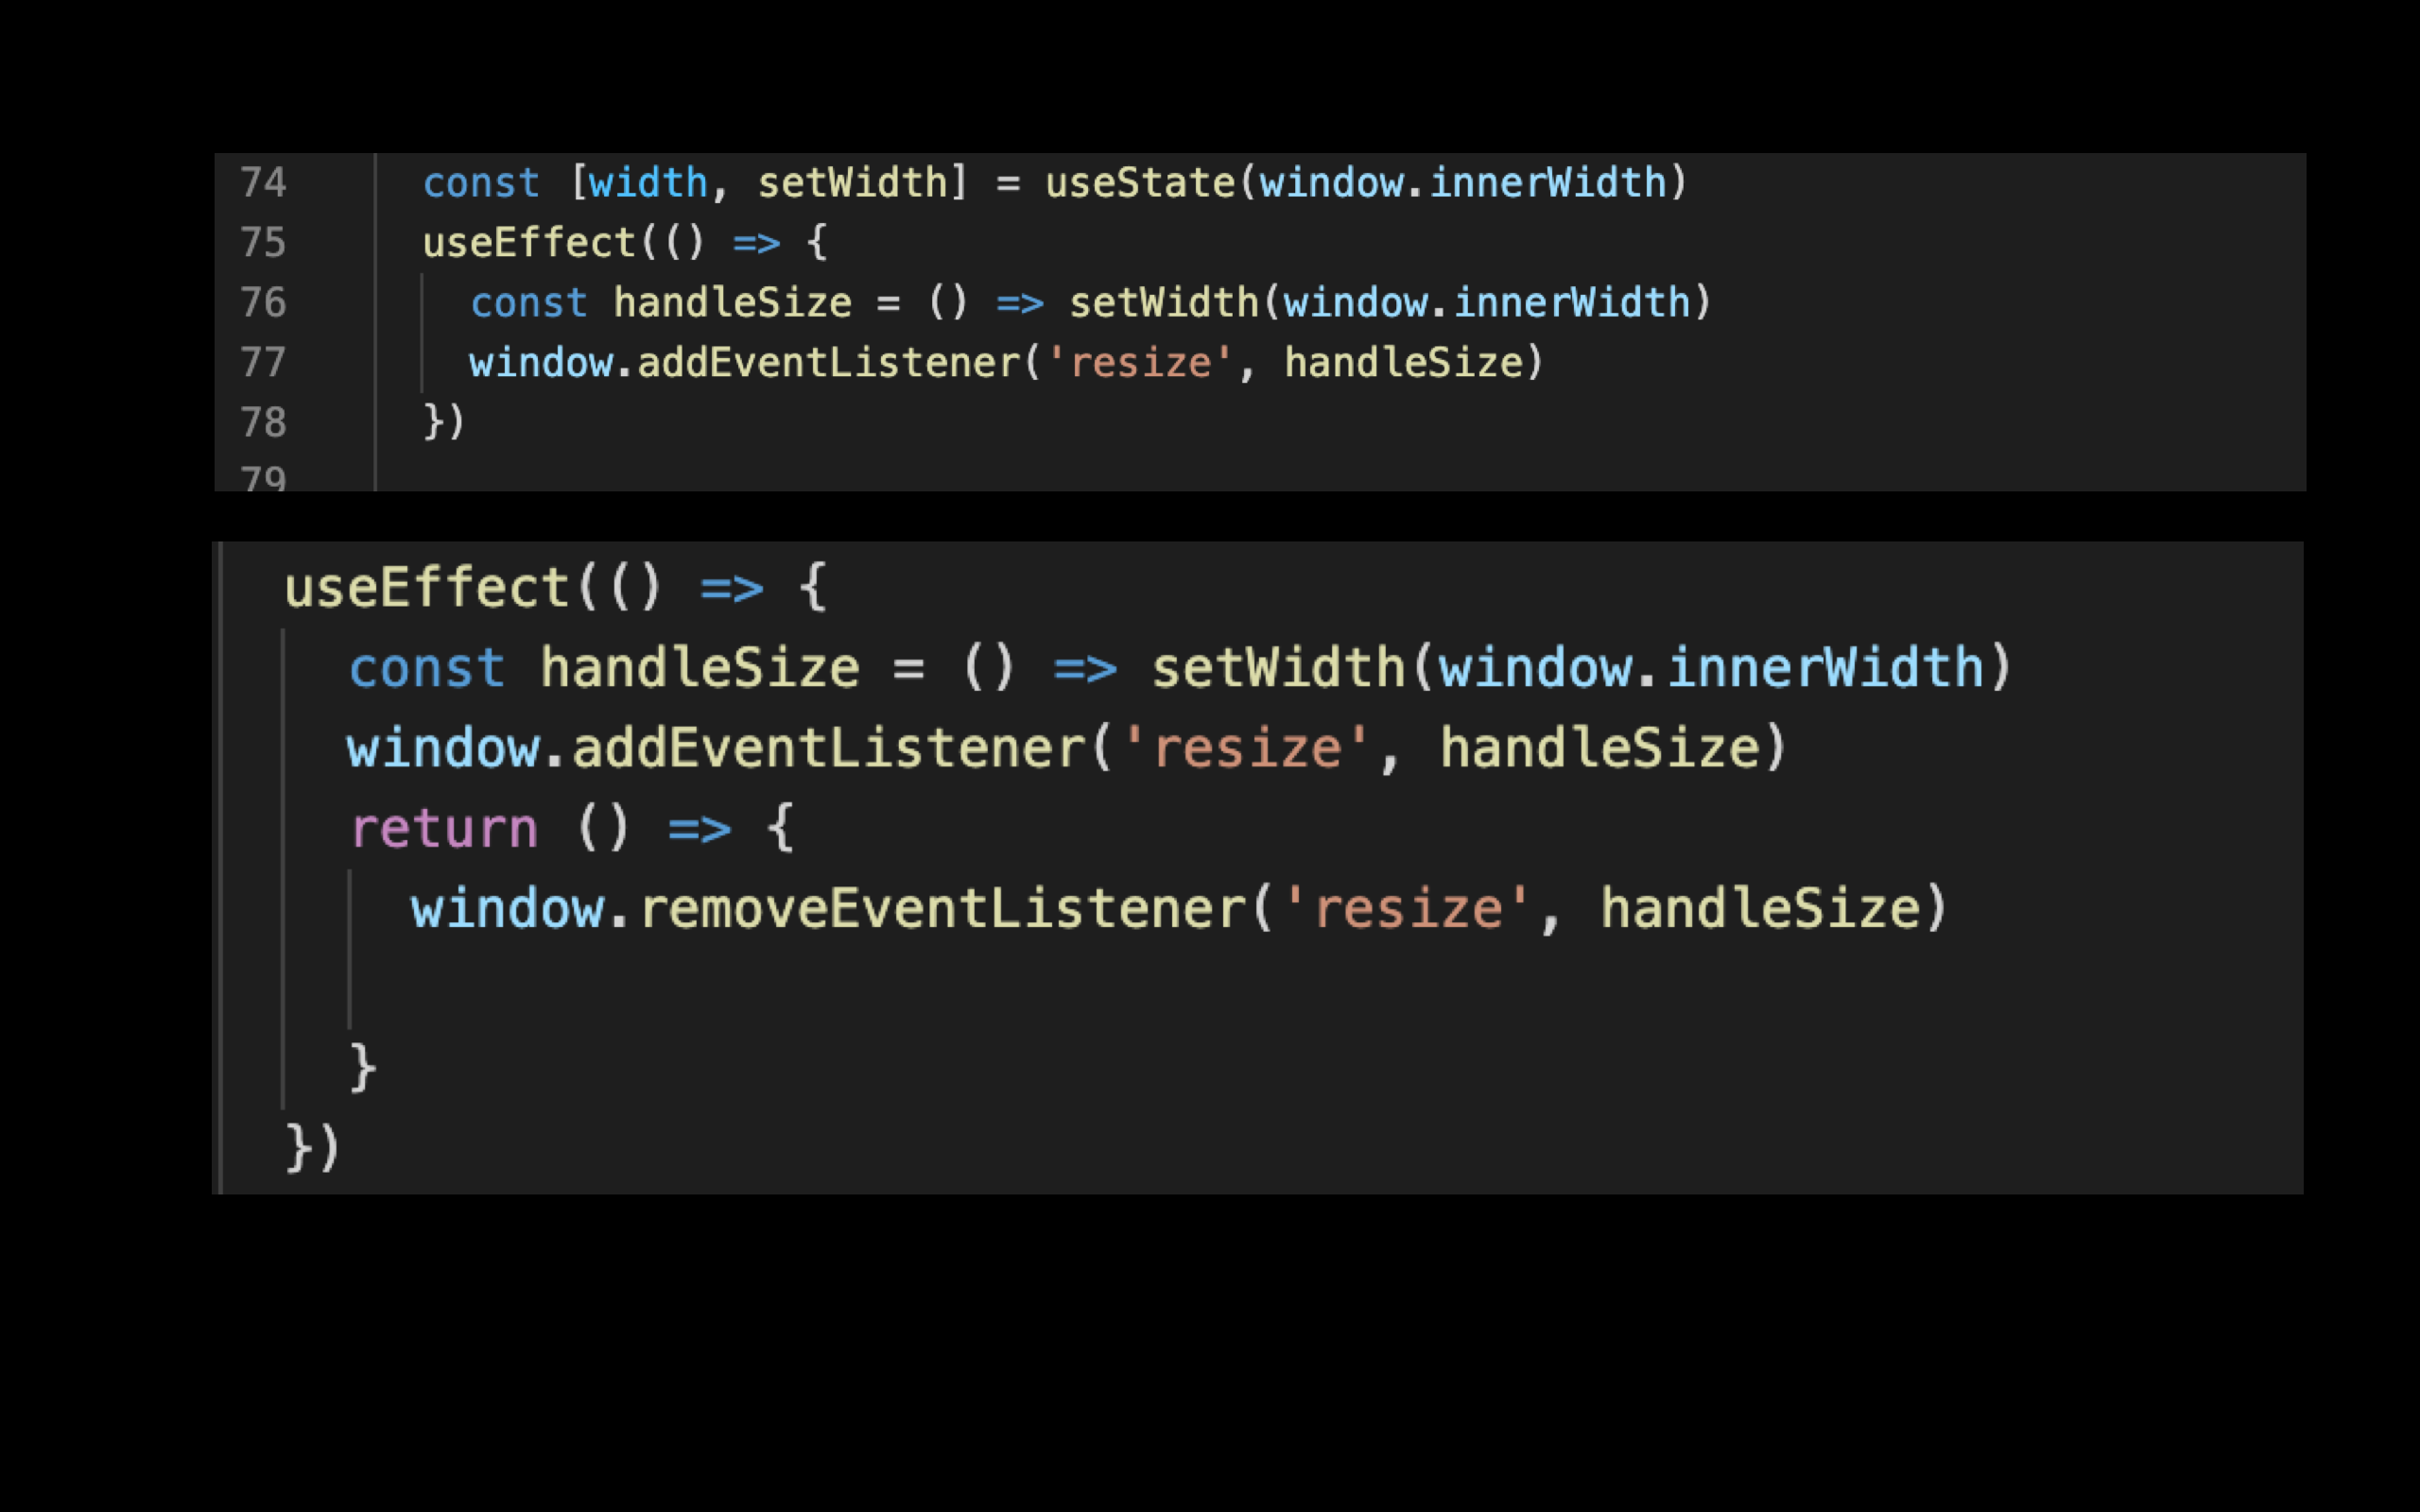 74 const [width, setWidth] = useState(window.innerWidth)
75 useEffect(() => {
76 const handleSize = () => setWidth(window.innerWidth)
77 window.addEventListener('resize', handleSize)
78 })
79
useEffect(() => {
const handleSize = () => setWidth(window.innerWidth)
window.addEventListener('resize', handleSize)
return () => {
window.removeEventListener('resize', handleSize)
}
})